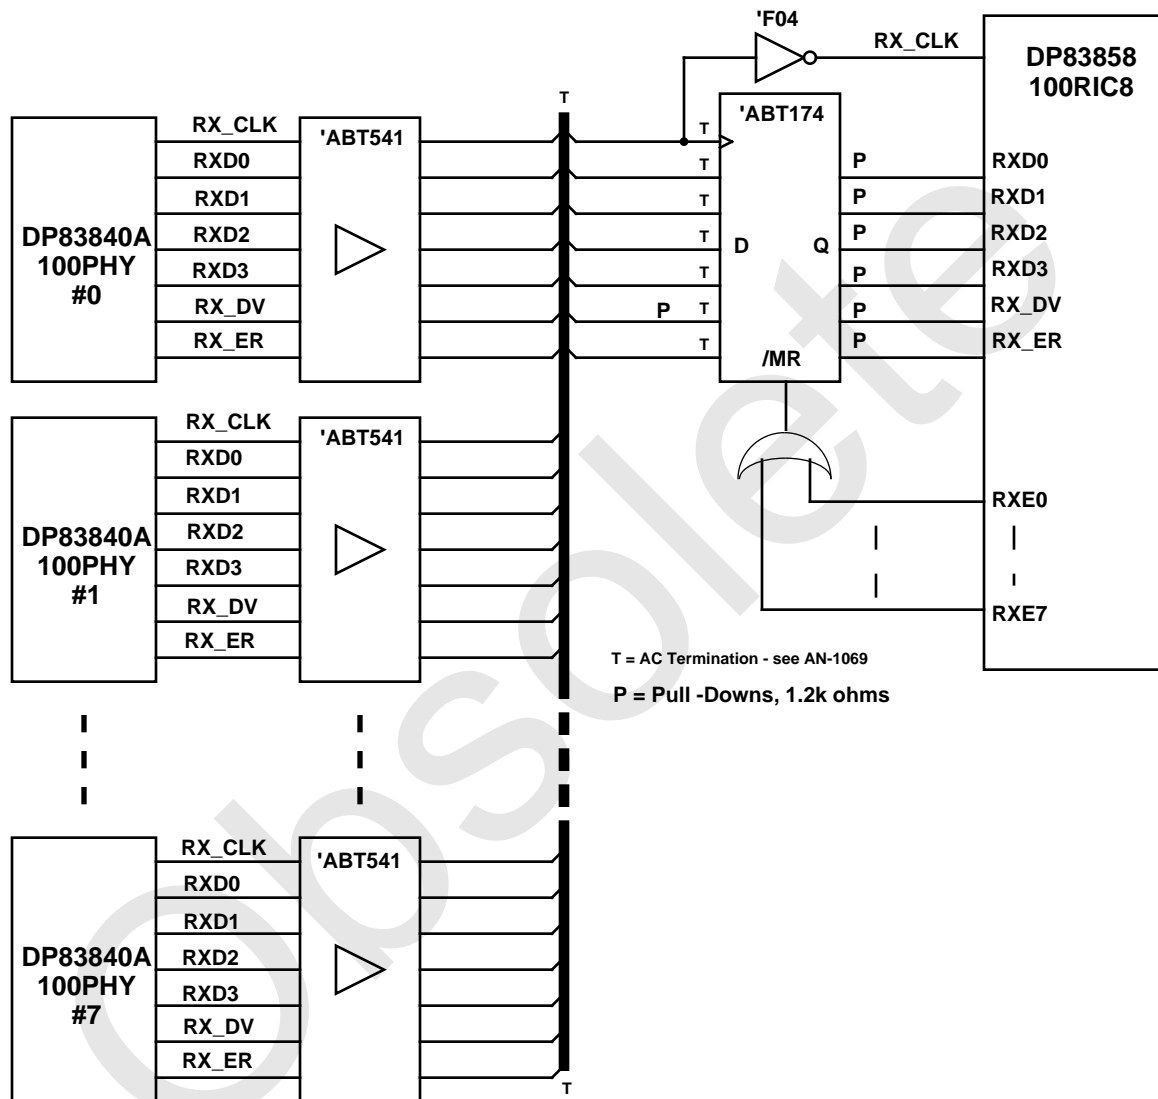 'F04
RX_CLK
DP83858
100RIC8
T
'ABT174
RX_CLK
'ABT541
T
RXD0
T
P
RXD0
RXD1
T
P
RXD1
DP83840A
100PHY
#0
RXD2
T
D
Q
P
RXD2
RXD3
T
P
RXD3
RX_DV
P
T
P
RX_DV
RX_ER
T
P
RX_ER
/MR
RX_CLK
'ABT541
RXD0
RXD1
DP83840A
100PHY
#1
RXD2
RXD3
RX_DV
RX_ER
RXE0
RXE7
T = AC Termination - see AN-1069
P = Pull -Downs, 1.2k ohms
RX_CLK
'ABT541
RXD0
RXD1
DP83840A
100PHY
#7
RXD2
RXD3
RX_DV
RX_ER
T
Obsolete